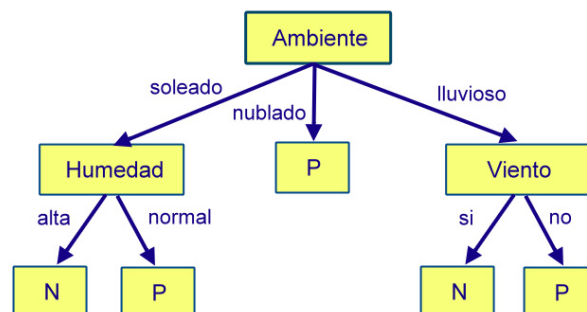 Ambiente
soleado
nublado
lluvioso
Humedad
P
Viento
alta
normal
si
no
N
P
N
P